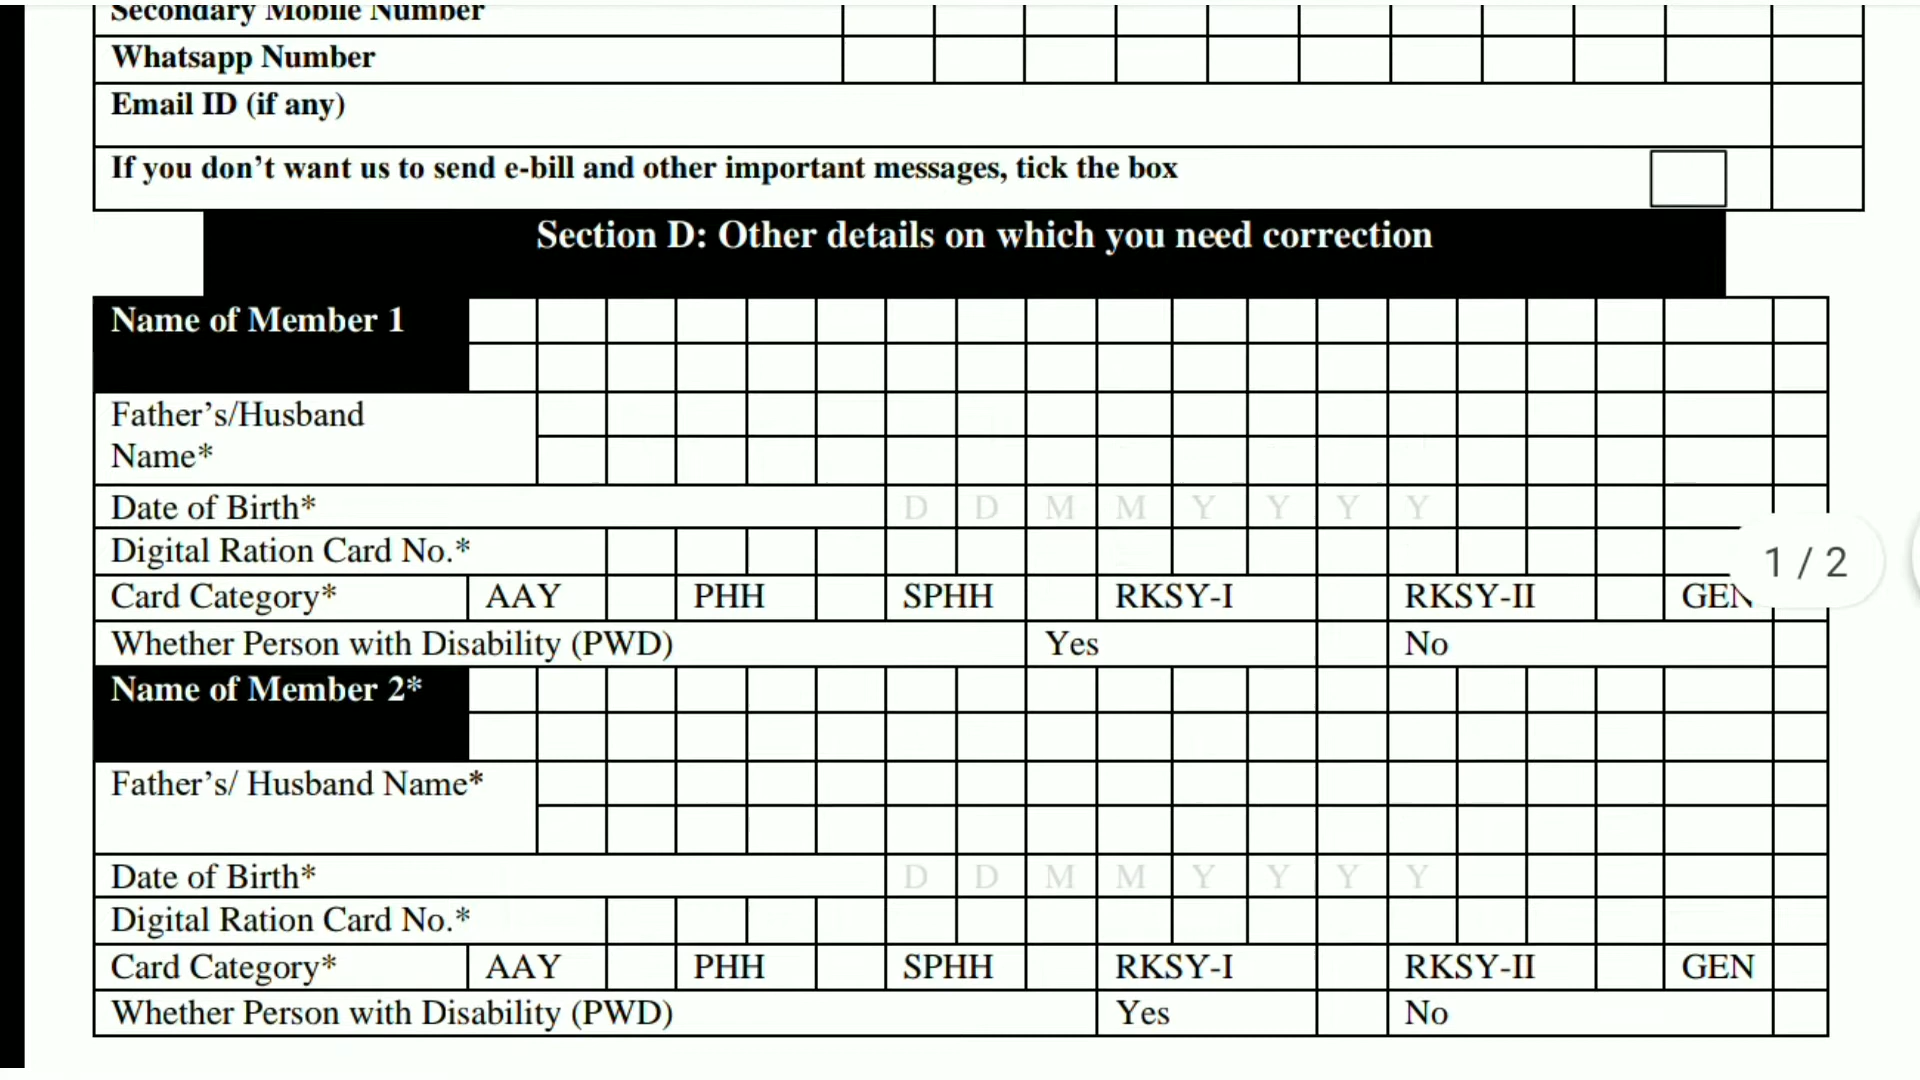 Secondary Mobile Number
Whatsapp Number
Email ID (if any)
If you don’t want us to send e-bill and other important messages, tick the box
Section D: Other details on which you need correction
Name of Member 1
Father’s/Husband
Name*
Date of Birth* D D M M Y Y Y Y
Digital Ration Card No.*
1 / 2
Card Category* AAY PHH SPHH RKSY-I RKSY-II GEN
Whether Person with Disability (PWD) Yes No
Name of Member 2*
Father’s/ Husband Name*
Date of Birth* D D M M Y Y Y Y
Digital Ration Card No.*
Card Category* AAY PHH SPHH RKSY-I RKSY-II GEN
Whether Person with Disability (PWD) Yes No